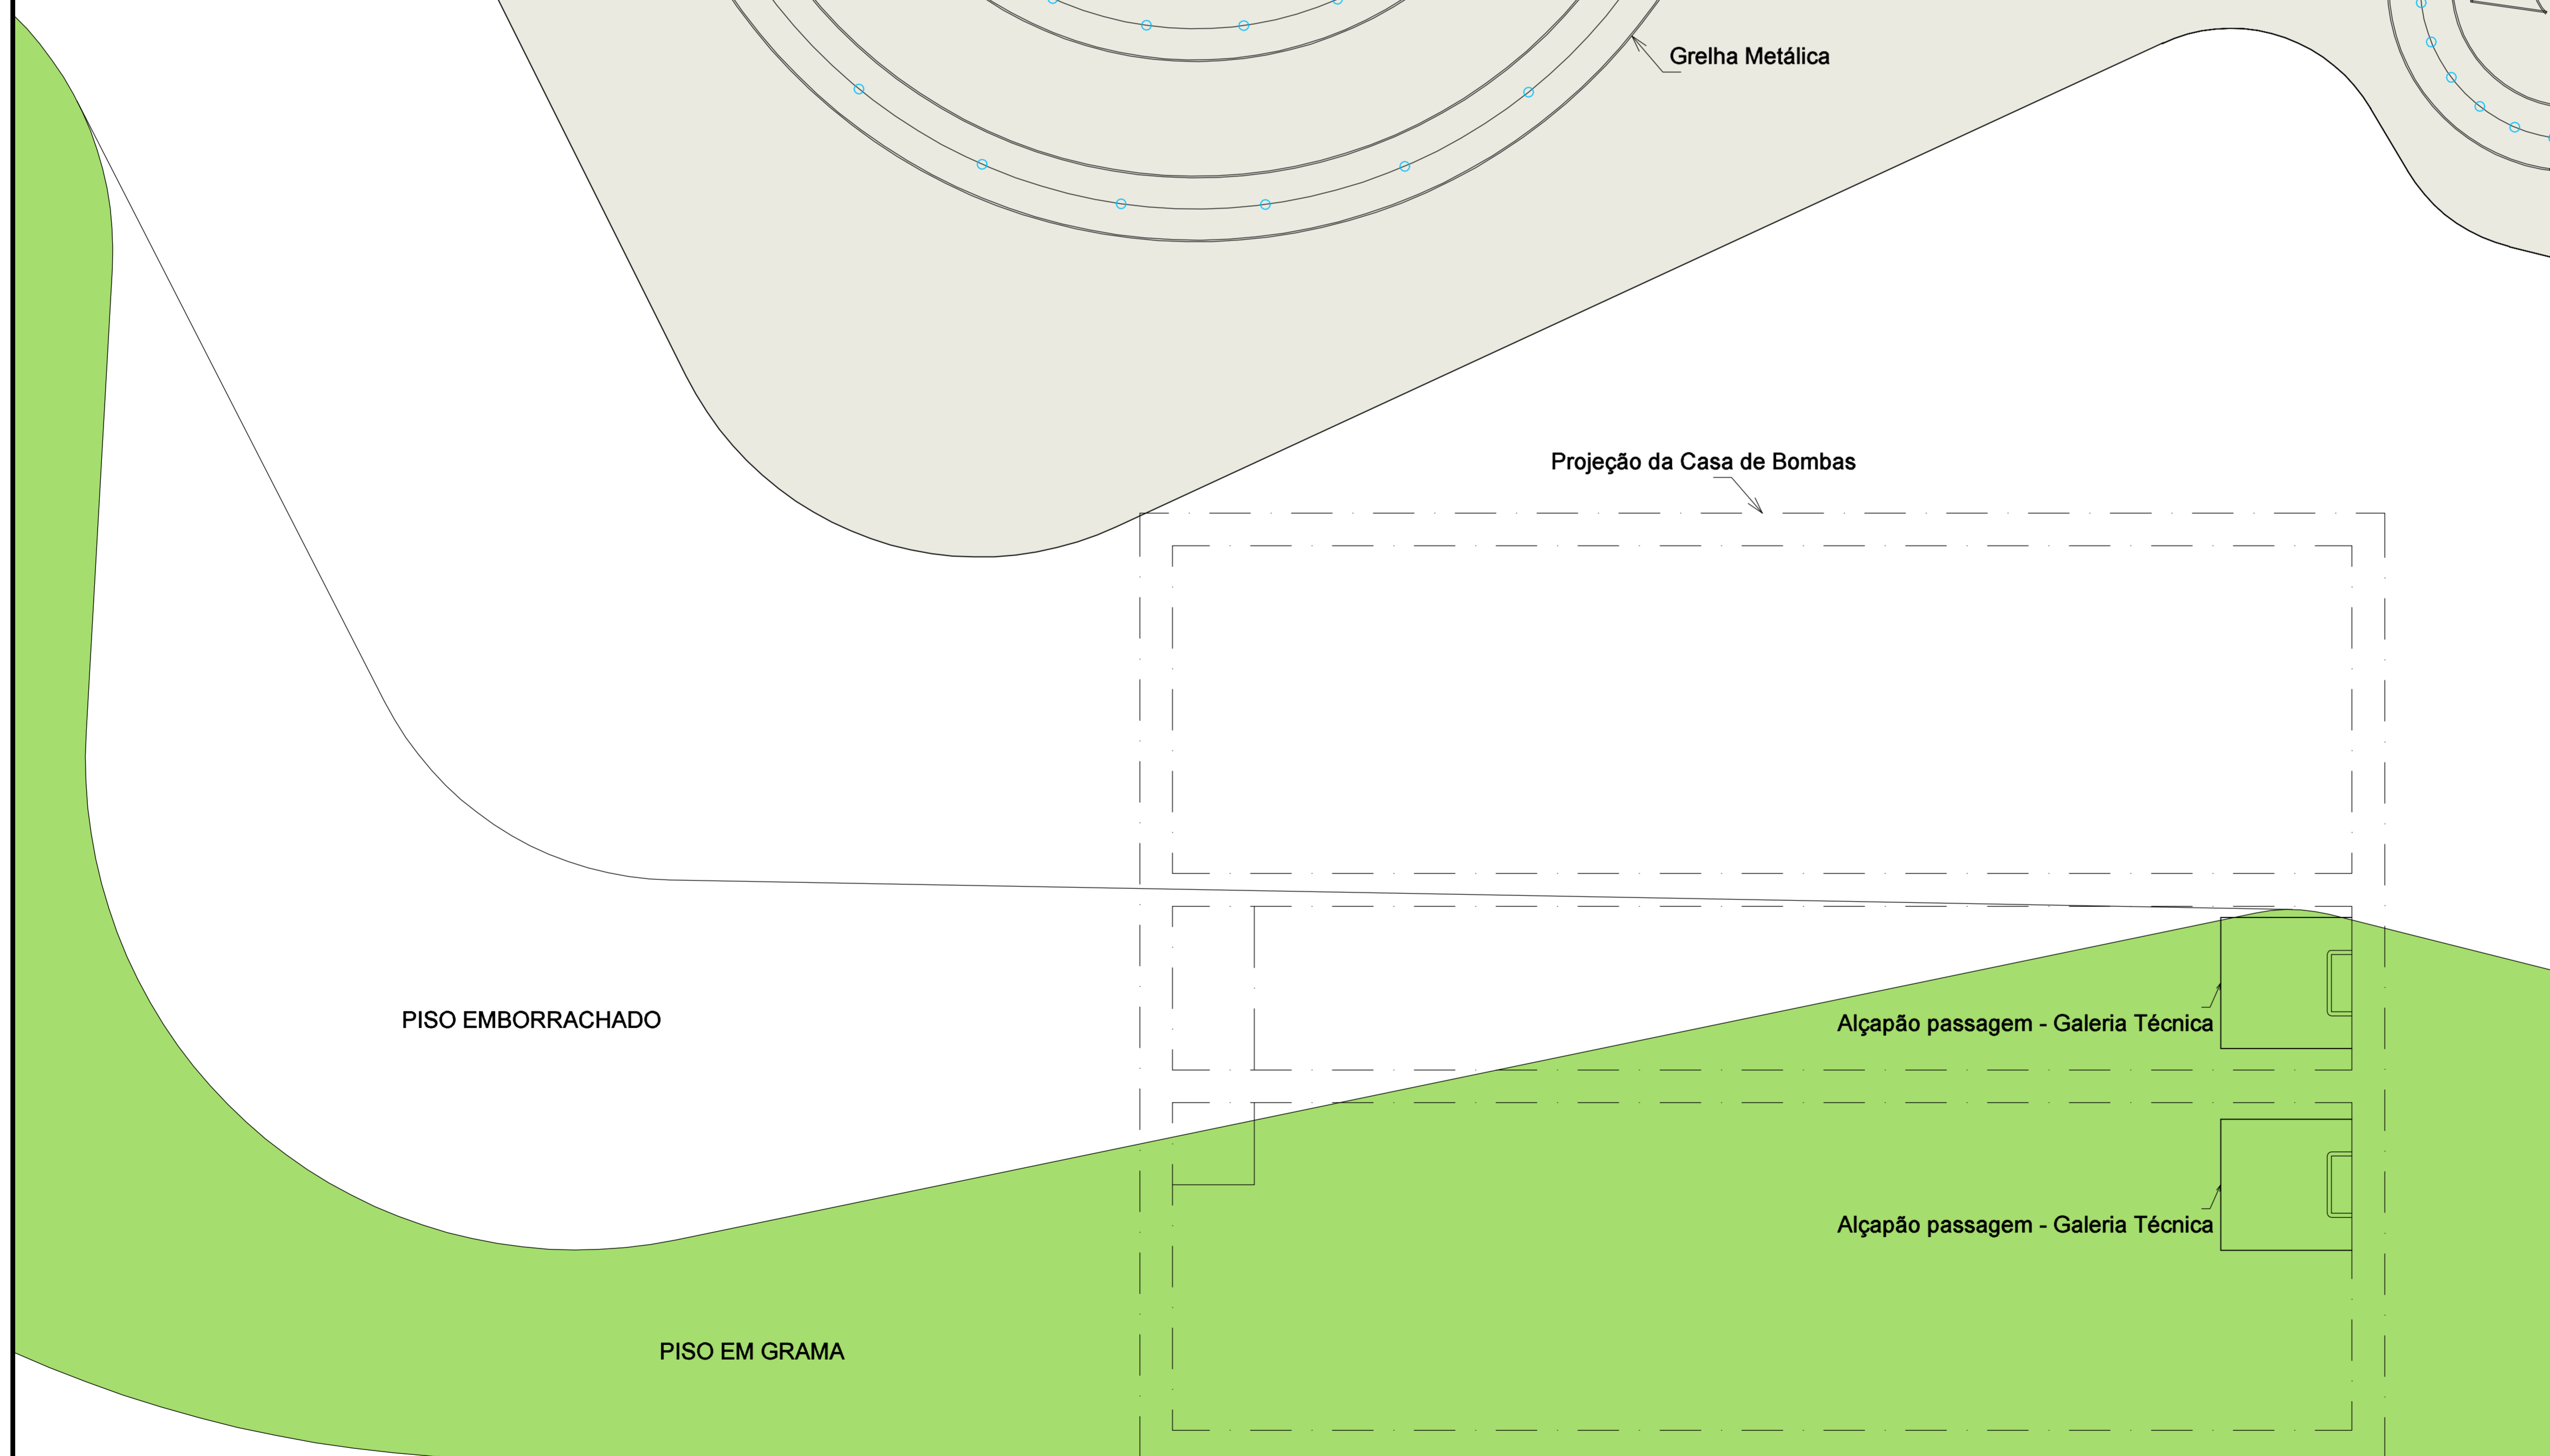 Grelha Metálica
Projeção da Casa de Bombas
PISO EMBORRACHADO
Alçapão passagem - Galeria Técnica
Alçapão passagem - Galeria Técnica
PISO EM GRAMA